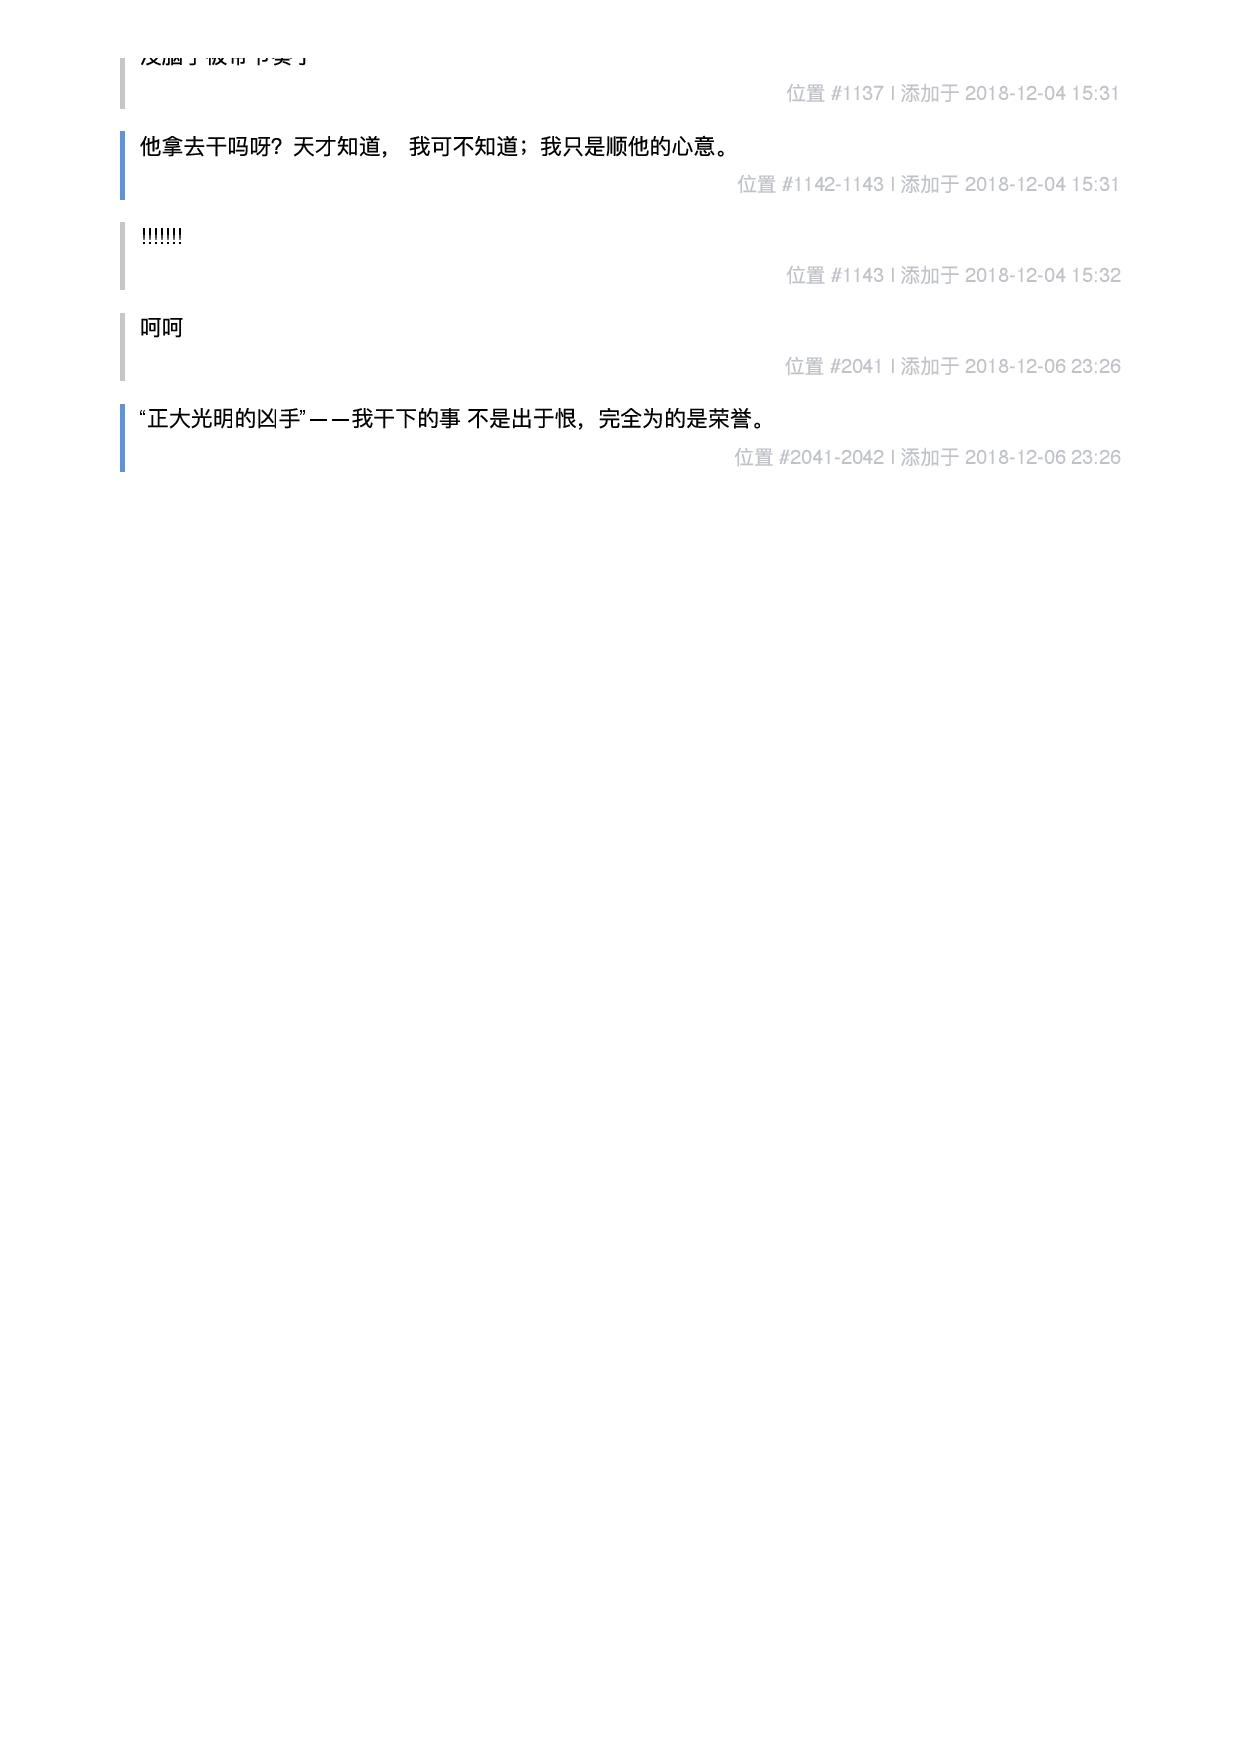 位置 #1137 | 添加于 2018-12-04 15:31
他拿去干吗呀？天才知道， 我可不知道；我只是顺他的心意。
位置 #1142-1143 | 添加于 2018-12-04 15:31
!!!!!!!
位置 #1143 | 添加于 2018-12-04 15:32
呵呵
位置 #2041 | 添加于 2018-12-06 23:26
“正大光明的凶手”——我干下的事 不是出于恨，完全为的是荣誉。
位置 #2041-2042 | 添加于 2018-12-06 23:26